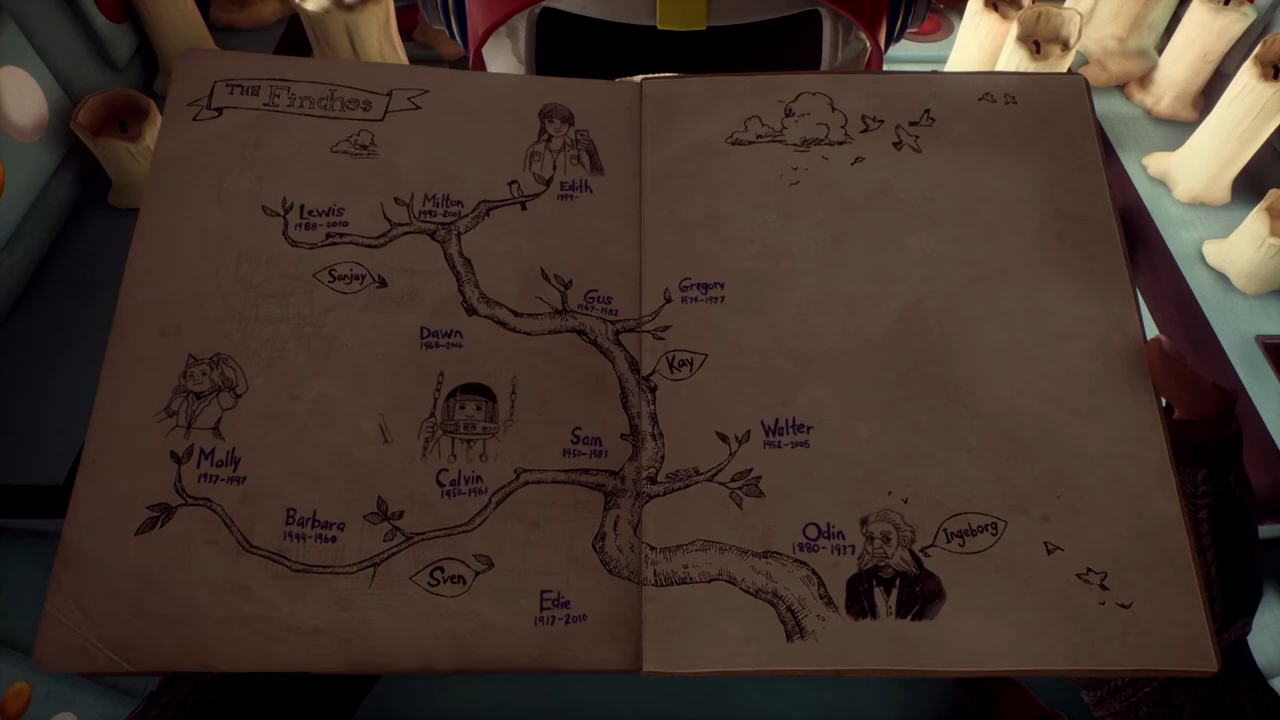 THE Finches
Edith
1999-
Lewis
1988-2010
Milton
1992-2003
Sanjay
Gus
1969-1982
Gregory
1976-1977
Dawn
1968-2016
Kay
Sam
1950-1983
Walter
1952-2005
Molly
1937-1947
Calvin
1950-1961
Barbara
1944-1960
Sven
Odin
1880-1937
Ingeborg
Edie
1917-2010